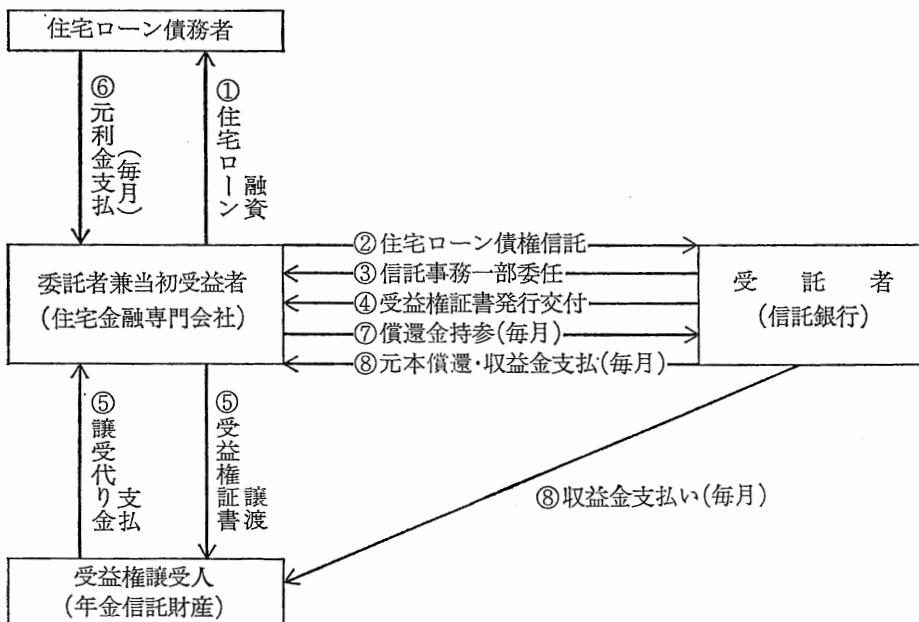 住宅ローン債務者
⑥元利金支払
(毎月)
①住宅ローン
融資
委託者兼当初受益者
(住宅金融専門会社)
②住宅ローン債権信託
③信託事務一部委任
④受益権証書発行交付
⑦償還金持参(毎月)
⑧元本償還・収益金支払(毎月)
受託者
(信託銀行)
⑤譲受代り金
支払
⑤受益権証書
譲渡
⑧収益金支払い(毎月)
受益権譲受人
(年金信託財産)